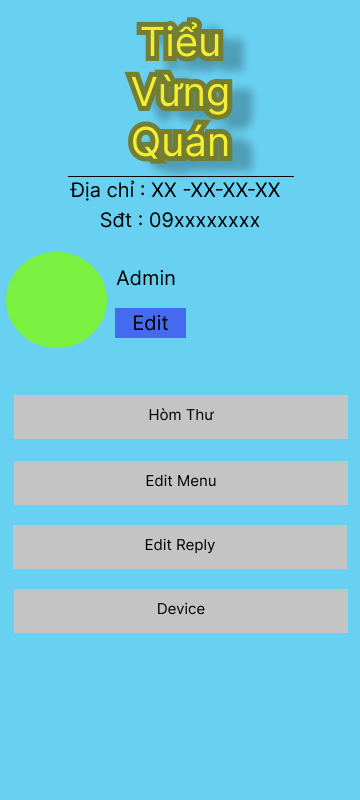 Tiểu
Vừng
Quán
Địa chỉ : XX -XX-XX-XX
Sđt : 09xxxxxxxx
Admin
Edit
Hòm Thư
Edit Menu
Edit Reply
Device